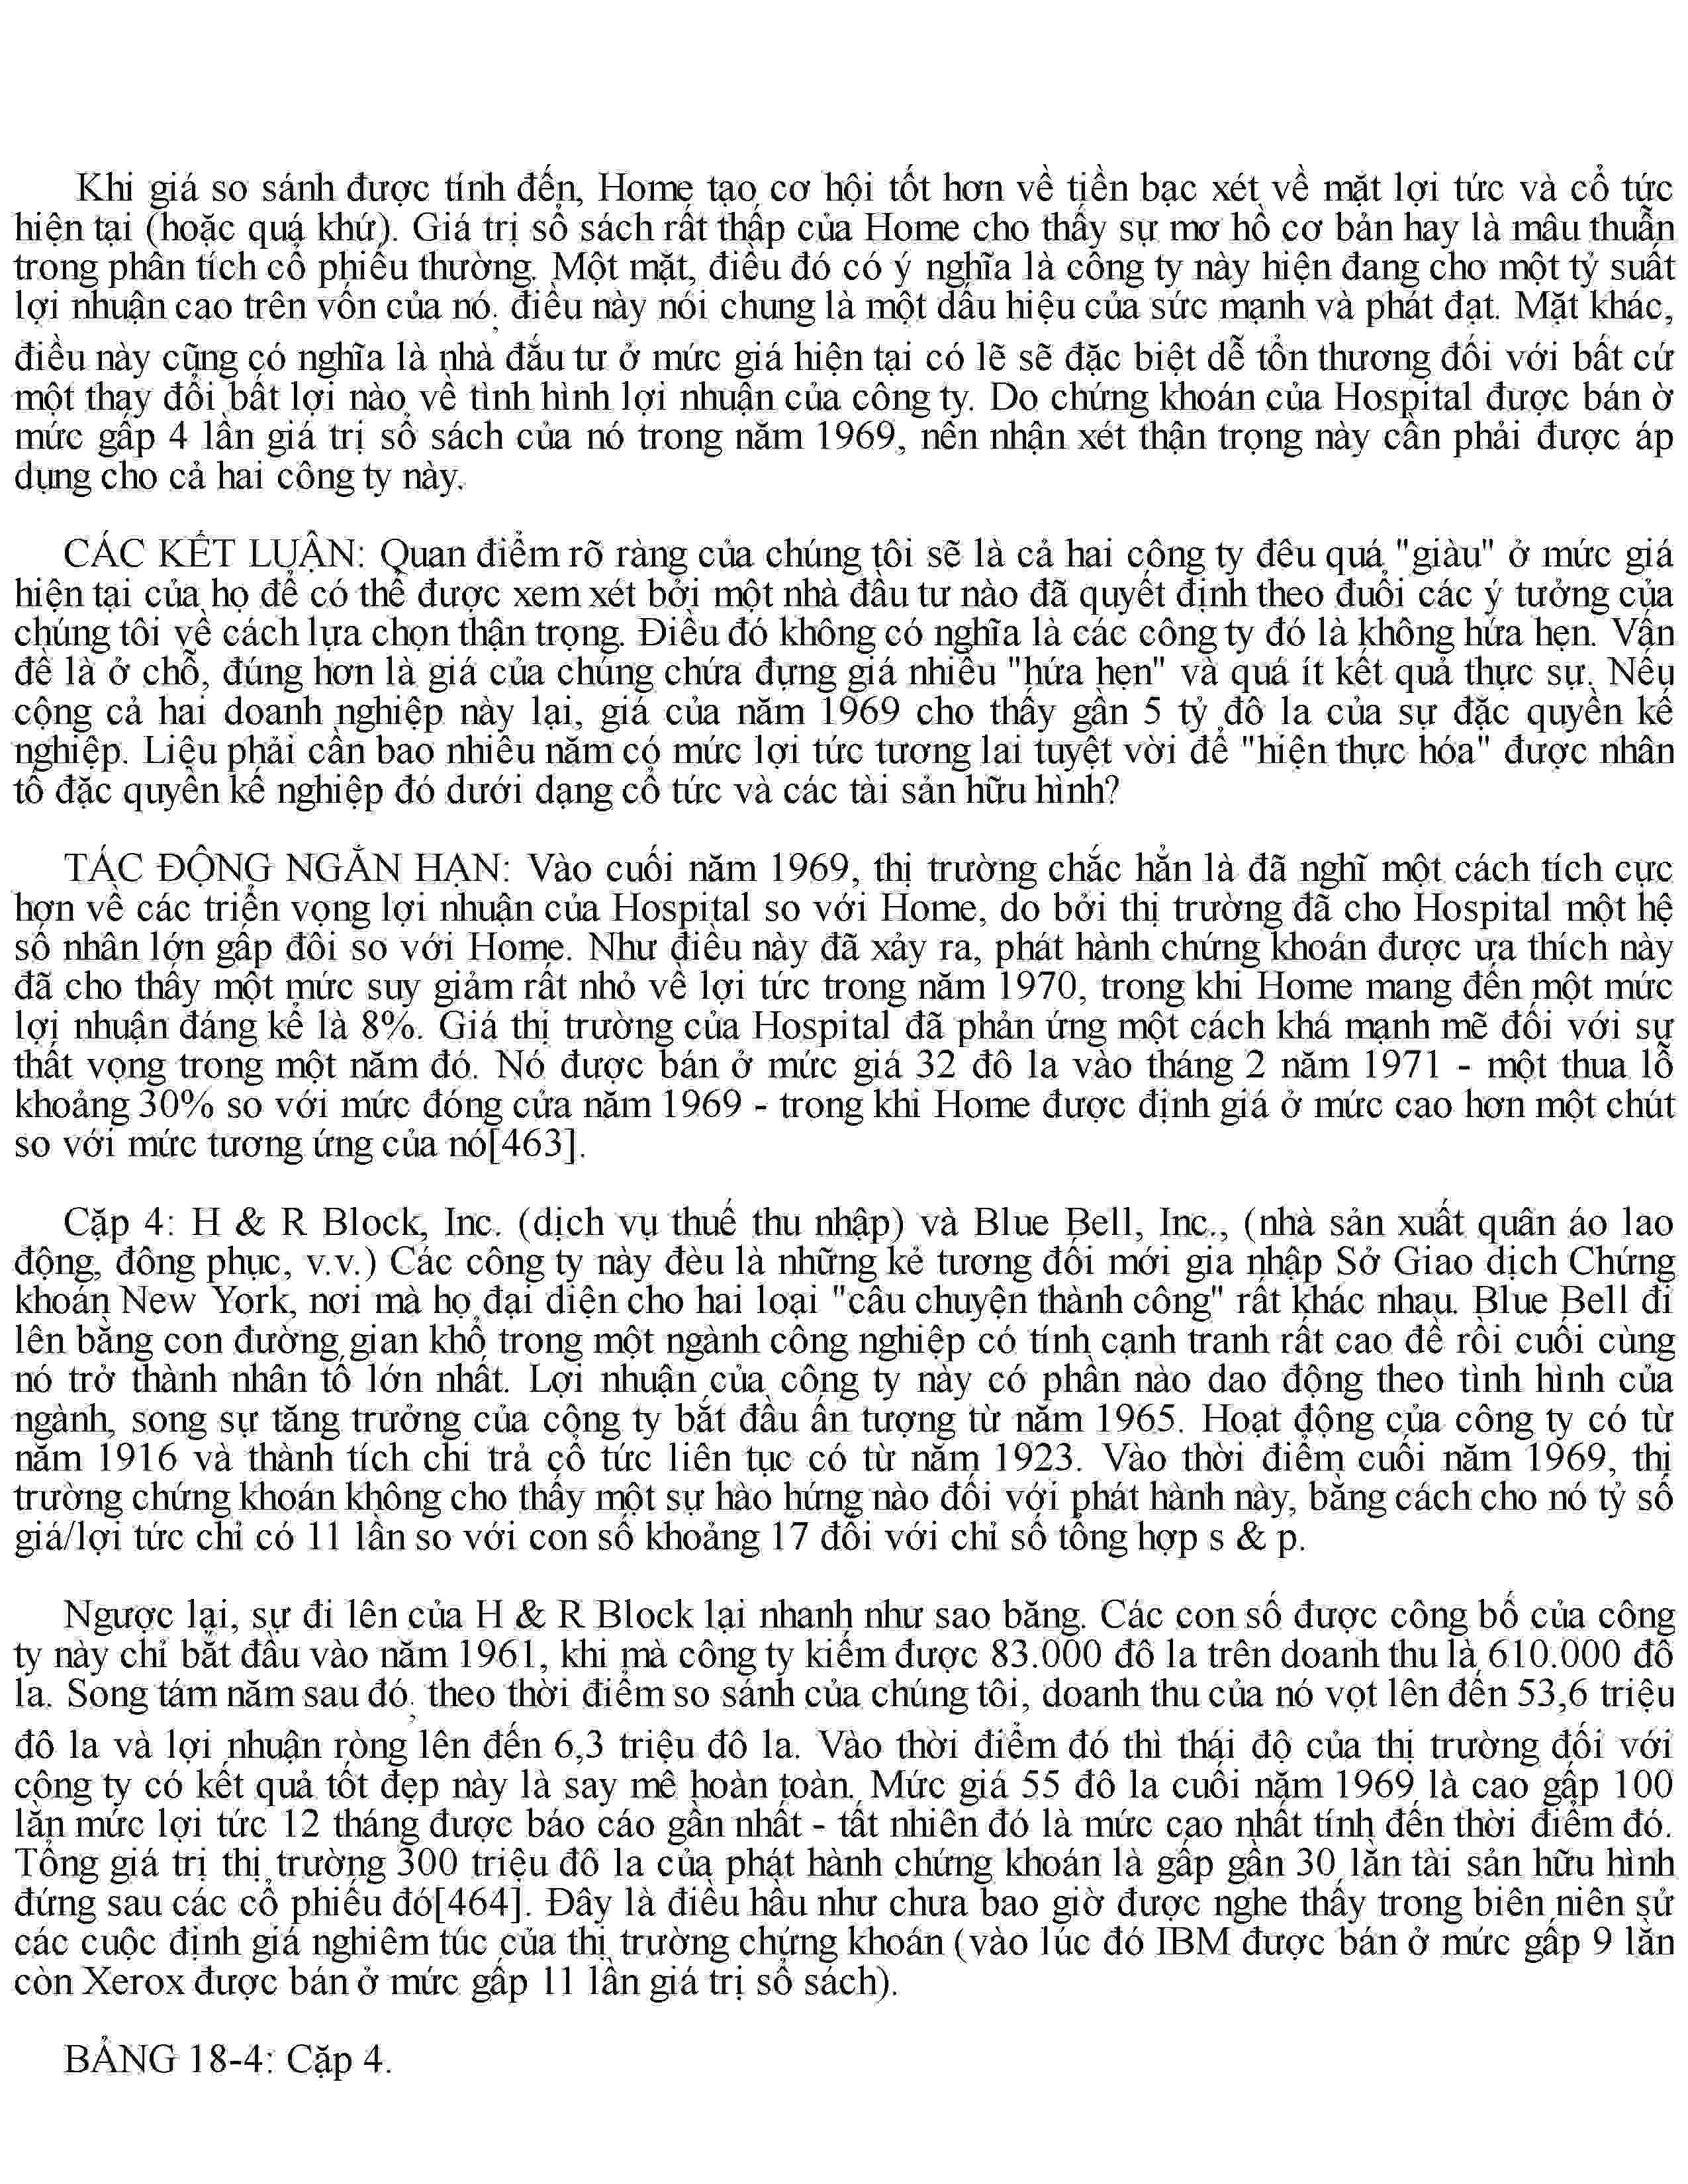 Khi giá so sánh được tính đến, Home tạo cơ hội tốt hơn về tiền bạc xét về mặt lợi tức và cổ tức
hiện tại (hoặc quá khứ). Giá trị sổ sách rất thấp của Home cho thấy sự mơ hồ cơ bản hay là mâu thuẫn
trong phân tích cổ phiếu thường. Một mặt, điều đó có ý nghĩa là công ty này hiện đang cho một tỷ suất
lợi nhuận cao trên vốn của nó, điều này nói chung là một dấu hiệu của sức mạnh và phát đạt. Mặt khác,
điều này cũng có nghĩa là nhà đầu tư ở mức giá hiện tại có lẽ sẽ đặc biệt dễ tổn thương đối với bất cứ
một thay đổi bất lợi nào về tình hình lợi nhuận của công ty. Do chứng khoán của Hospital được bán ờ
mức gấp 4 lần giá trị sổ sách của nó trong năm 1969, nên nhận xét thận trọng này cần phải được áp
dụng cho cả hai công ty này.
CÁC KẾT LUẬN: Quan điểm rõ ràng của chúng tôi sẽ là cả hai công ty đêu quá "giàu" ở mức giá
hiện tại của họ để có thể được xem xét bởi một nhà đầu tư nào đã quyết định theo đuổi các ý tưởng của
chúng tôi về cách lựa chọn thận trọng. Điều đó không có nghĩa là các công ty đó là không hứa hẹn. Vấn
đề là ở chỗ, đúng hơn là giá của chúng chứa đựng giá nhiều "hứa hẹn" và quá ít kết quả thực sự. Nếu
cộng cả hai doanh nghiệp này lại, giá của năm 1969 cho thấy gần 5 tỷ đô la của sự đặc quyền kế
nghiệp. Liệu phải cần bao nhiêu năm có mức lợi tức tương lai tuyệt vời để "hiện thực hóa" được nhân
tố đặc quyền kế nghiệp đó dưới dạng cổ tức và các tài sản hữu hình?
TÁC ĐỘNG NGẮN HẠN: Vào cuối năm 1969, thị trường chắc hẳn là đã nghĩ một cách tích cực
hơn về các triển vọng lợi nhuận của Hospital so với Home, do bởi thị trường đã cho Hospital một hệ
số nhân lớn gấp đôi so với Home. Như điều này đã xảy ra, phát hành chứng khoán được ưa thích này
đã cho thấy một mức suy giảm rất nhỏ về lợi tức trong năm 1970, trong khi Home mang đến một mức
lợi nhuận đáng kể là 8%. Giá thị trường của Hospital đã phản ứng một cách khá mạnh mẽ đối với sự
thất vọng trong một năm đó. Nó được bán ở mức giá 32 đô la vào tháng 2 năm 1971 - một thua lỗ
khoảng 30% so với mức đóng cửa năm 1969 - trong khi Home được định giá ở mức cao hơn một chút
so với mức tương ứng của nó[463].
Cặp 4: H & R Block, Inc. (dịch vụ thuế thu nhập) và Blue Bell, Inc., (nhà sản xuất quân áo lao
động, đông phục, v.v.) Các công ty này đèu là những kẻ tương đối mới gia nhập Sở Giao dịch Chứng
khoán New York, nơi mà họ đại diện cho hai loại "câu chuyện thành công" rất khác nhau. Blue Bell đi
lên bằng con đường gian khổ trong một ngành công nghiệp có tính cạnh tranh rất cao đề rồi cuối cùng
nó trở thành nhân tố lớn nhất. Lợi nhuận của công ty này có phần nào dao động theo tình hình của
ngành, song sự tăng trưởng của công ty bắt đầu ấn tượng từ năm 1965. Hoạt động của công ty có từ
năm 1916 và thành tích chi trả cổ tức liên tục có từ năm 1923. Vào thời điểm cuối năm 1969, thị
trường chứng khoán không cho thấy một sự hào hứng nào đối với phát hành này, bằng cách cho nó tỷ số
giá/lợi tức chỉ có 11 lần so với con số khoảng 17 đối với chỉ số tổng hợp s & p.
Ngược lại, sự đi lên của H & R Block lại nhanh như sao băng. Các con số được công bố của công
ty này chỉ bắt đầu vào năm 1961, khi mà công ty kiếm được 83.000 đô la trên doanh thu là 610.000 đô
la. Song tám năm sau đó, theo thời điểm so sánh của chúng tôi, doanh thu của nó vọt lên đến 53,6 triệu
đô la và lợi nhuận ròng lên đến 6,3 triệu đô la. Vào thời điểm đó thì thái độ của thị trường đối với
công ty có kết quả tốt đẹp này là say mê hoàn toàn. Mức giá 55 đô la cuối năm 1969 là cao gấp 100
lần mức lợi tức 12 tháng được báo cáo gần nhất - tất nhiên đó là mức cao nhất tính đến thời điểm đó.
Tổng giá trị thị trường 300 triệu đô la của phát hành chứng khoán là gấp gần 30 lần tài sản hữu hình
đứng sau các cổ phiếu đó[464]. Đây là điều hầu như chưa bao giờ được nghe thấy trong biên niên sử
các cuộc định giá nghiêm túc của thị trường chứng khoán (vào lúc đó IBM được bán ở mức gấp 9 lần
còn Xerox được bán ở mức gấp 11 lần giá trị sổ sách).
BẢNG 18-4: Cặp 4.